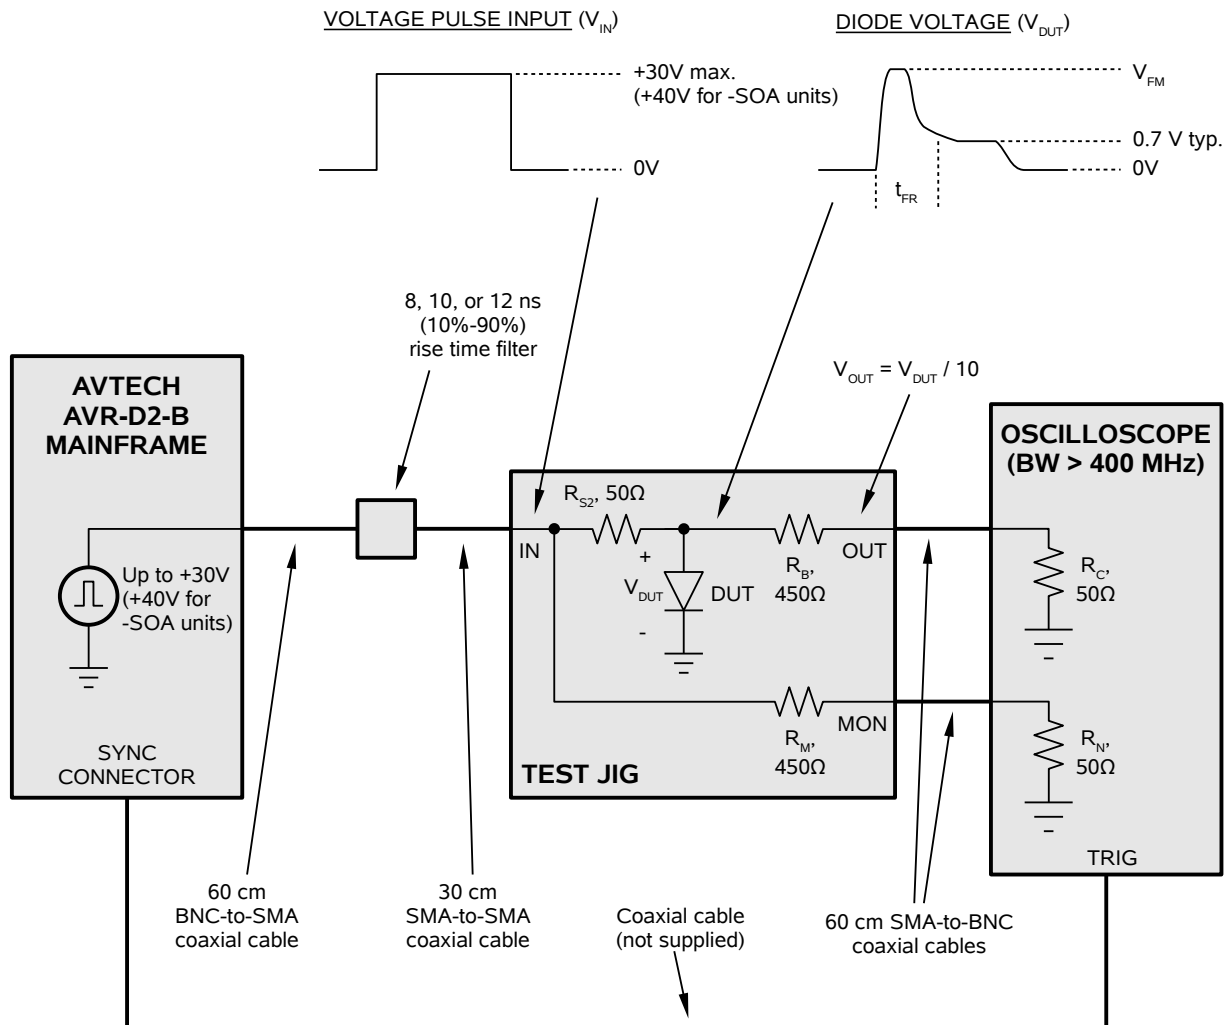 VOLTAGE PULSE INPUT (V_IN)
+30V max.
(+40V for -SOA units)
0V
DIODE VOLTAGE (V_DUT)
V_FM
0.7 V typ.
0V
t_FR
8, 10, or 12 ns
(10%-90%)
rise time filter
V_OUT = V_DUT / 10
AVTECH
AVR-D2-B
MAINFRAME
Up to +30V
(+40V for
-SOA units)
SYNC
CONNECTOR
R_S2, 50Ω
IN
+
V_DUT
-
DUT
R_B,
450Ω
OUT
R_M,
450Ω
MON
TEST JIG
OSCILLOSCOPE
(BW > 400 MHz)
R_C,
50Ω
R_N,
50Ω
TRIG
60 cm
BNC-to-SMA
coaxial cable
30 cm
SMA-to-SMA
coaxial cable
Coaxial cable
(not supplied)
60 cm SMA-to-BNC
coaxial cables